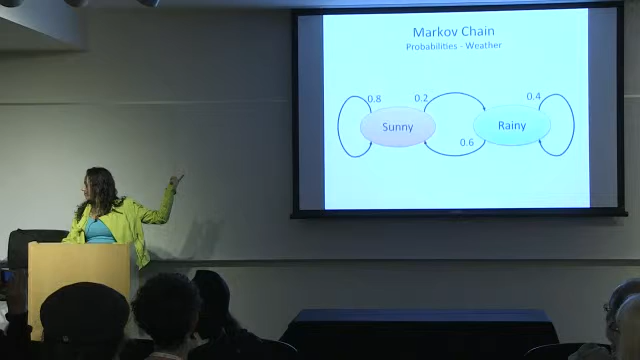 Markov Chain
Probabilities - Weather
0.8
0.2
0.4
Sunny
Rainy
0.6